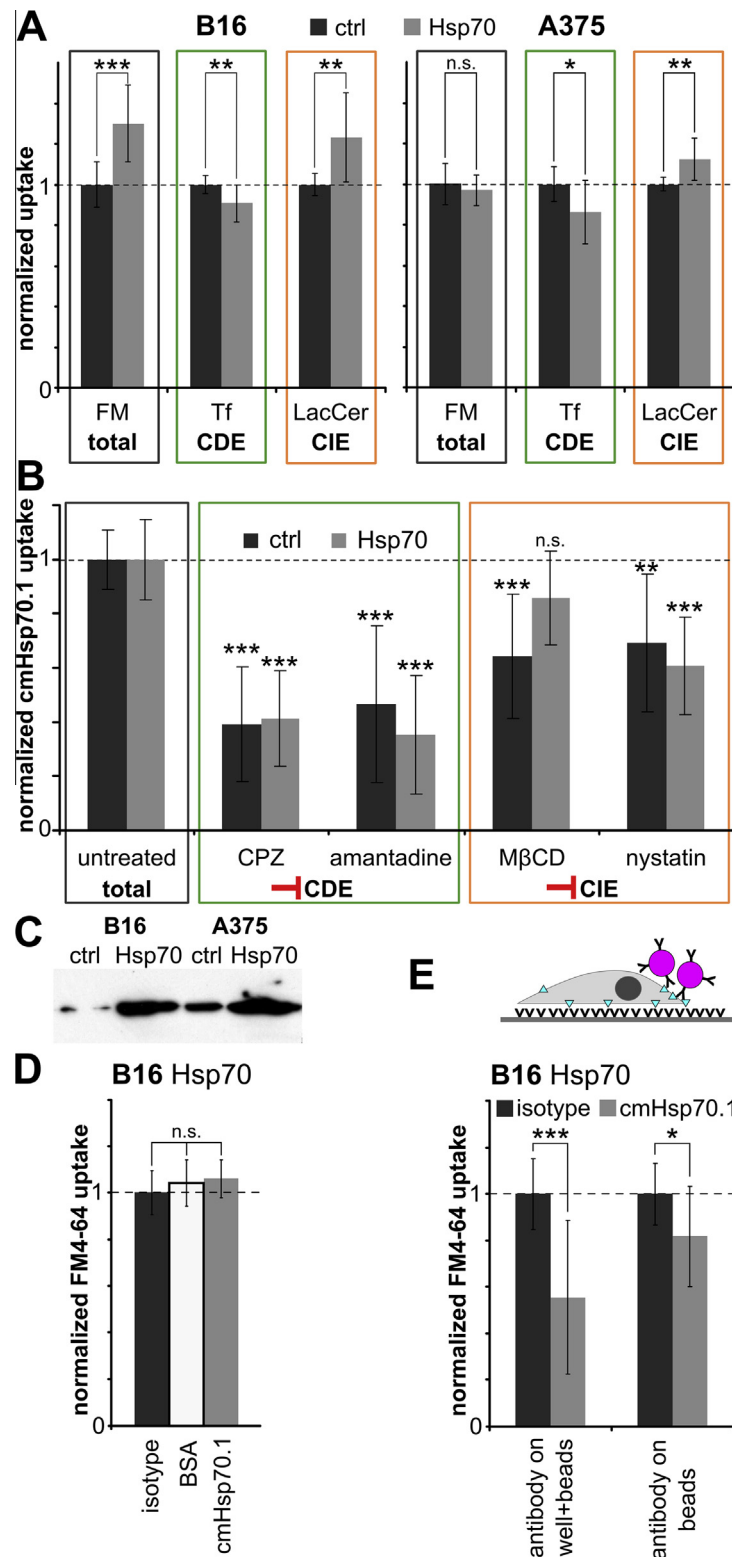 A
B16
ctrl Hsp70
A375
normalized uptake
1
0
*** ** **
n.s. * **
FM Tf LacCer FM Tf LacCer
total CDE CIE total CDE CIE
B
normalized cmHsp70.1 uptake
1
0
ctrl Hsp70
*** *** *** *** *** n.s. ** ***
untreated CPZ amantadine MβCD nystatin
total CDE CIE
C
B16 A375
ctrl Hsp70 ctrl Hsp70
E
D
B16 Hsp70
n.s.
normalized FM4-64 uptake
1
0
isotype
BSA
cmHsp70.1
B16 Hsp70
isotype cmHsp70.1
*** *
normalized FM4-64 uptake
1
0
antibody on
well+beads
antibody on
beads